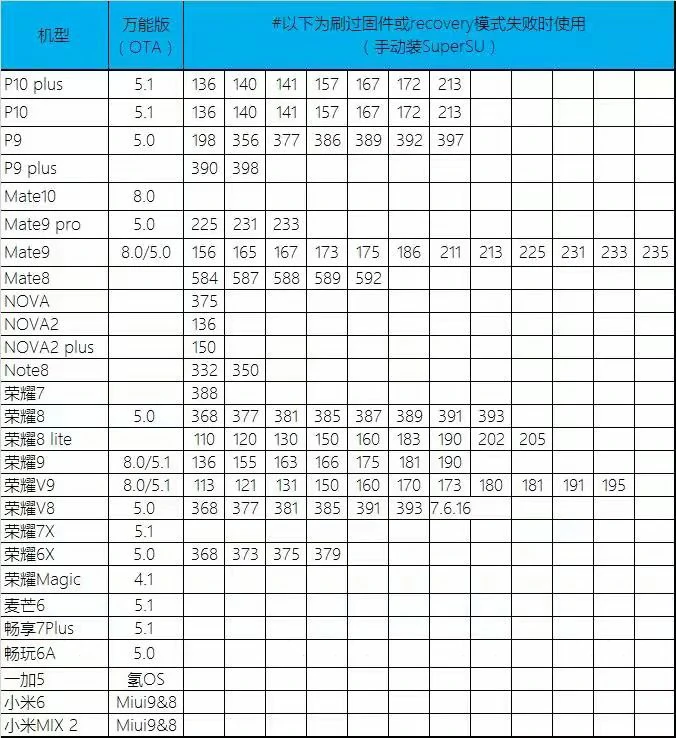 机型 万能版 #以下为刷过固件或recovery模式失败时使用
（OTA） （手动装SuperSU）
P10 plus 5.1 136 140 141 157 167 172 213
P10 5.1 136 140 141 157 167 172 213
P9 5.0 198 356 377 386 389 392 397
P9 plus 390 398
Mate10 8.0
Mate9 pro 5.0 225 231 233
Mate9 8.0/5.0 156 165 167 173 175 186 211 213 225 231 233 235
Mate8 584 587 588 589 592
NOVA 375
NOVA2 136
NOVA2 plus 150
Note8 332 350
荣耀7 388
荣耀8 5.0 368 377 381 385 387 389 391 393
荣耀8 lite 110 120 130 150 160 183 190 202 205
荣耀9 8.0/5.1 136 155 163 166 175 181 190
荣耀V9 8.0/5.1 113 121 131 150 160 170 173 180 181 191 195
荣耀V8 5.0 368 377 381 385 391 393 7.6.16
荣耀7X 5.1
荣耀6X 5.0 368 373 375 379
荣耀Magic 4.1
麦芒6 5.1
畅享7Plus 5.1
畅玩6A 5.0
一加5 氢OS
小米6 Miui9&8
小米MIX 2 Miui9&8